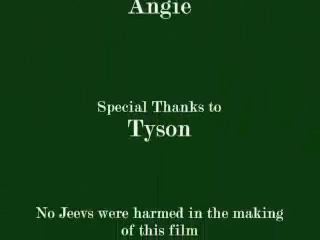 Angie
Special Thanks to
Tyson
No Jeevs were harmed in the making
of this film